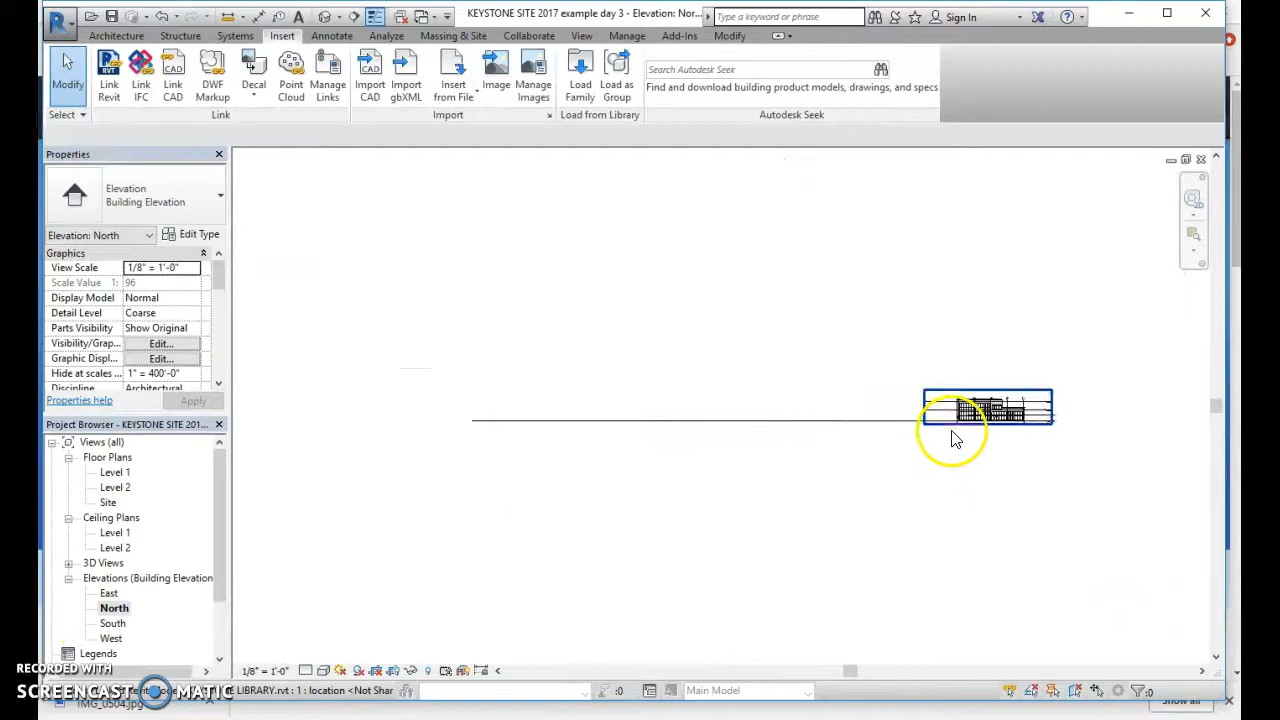 KEYSTONE SITE 2017 example day 3 - Elevation: Nor...
Type a keyword or phrase
Sign In
Architecture Structure Systems Insert Annotate Analyze Massing & Site Collaborate View Manage Add-Ins Modify
Modify
Link Revit
Link IFC
Link CAD
DWF Markup
Decal
Point Cloud
Manage Links
Import CAD
Import gbXML
Insert from File
Image
Manage Images
Load Family
Load as Group
Search Autodesk Seek
Find and download building product models, drawings, and specs
Select Link Import Load from Library Autodesk Seek
Properties
Elevation
Building Elevation
Elevation: North Edit Type
Graphics
View Scale 1/8" = 1'-0"
Scale Value 1: 96
Display Model Normal
Detail Level Coarse
Parts Visibility Show Original
Visibility/Grap... Edit...
Graphic Displ... Edit...
Hide at scales ... 1" = 400'-0"
Discipline Architectural
Properties help Apply
Project Browser - KEYSTONE SITE 201...
Views (all)
Floor Plans
Level 1
Level 2
Site
Ceiling Plans
Level 1
Level 2
3D Views
Elevations (Building Elevation
East
North
South
West
Legends
2D
1/8" = 1'-0"
RECORDED WITH
SCREENCAST MATIC
E LIBRARY.rvt : 1 : location <Not Shar
:0
Main Model
:0
IMG_0504.jpg
Show all